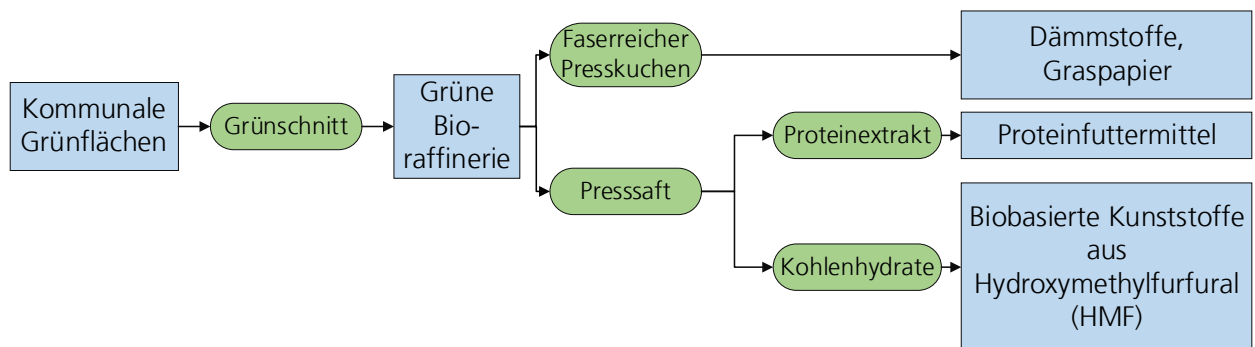 Kommunale
Grünflächen
Grünschnitt
Grüne
Bio-
raffinerie
Faserreicher
Presskuchen
Dämmstoffe,
Graspapier
Presssaft
Proteinextrakt
Proteinfuttermittel
Kohlenhydrate
Biobasierte Kunststoffe
aus
Hydroxymethylfurfural
(HMF)